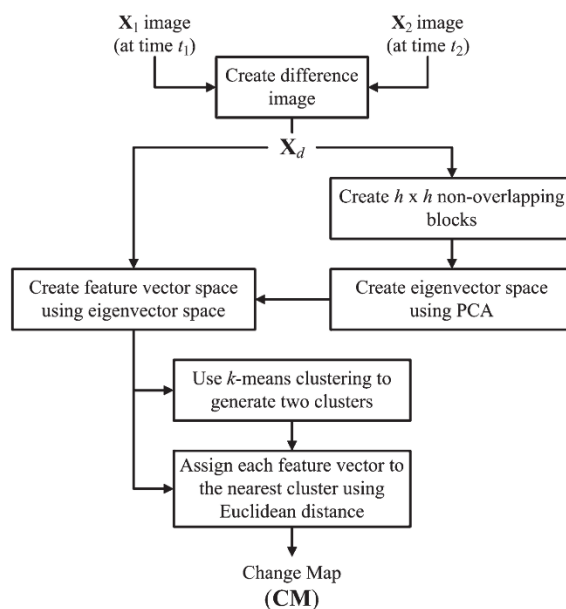 X₁ image
(at time t₁)
X₂ image
(at time t₂)
Create difference
image
X_d
Create h x h non-overlapping
blocks
Create feature vector space
using eigenvector space
Create eigenvector space
using PCA
Use k-means clustering to
generate two clusters
Assign each feature vector to
the nearest cluster using
Euclidean distance
Change Map
(CM)